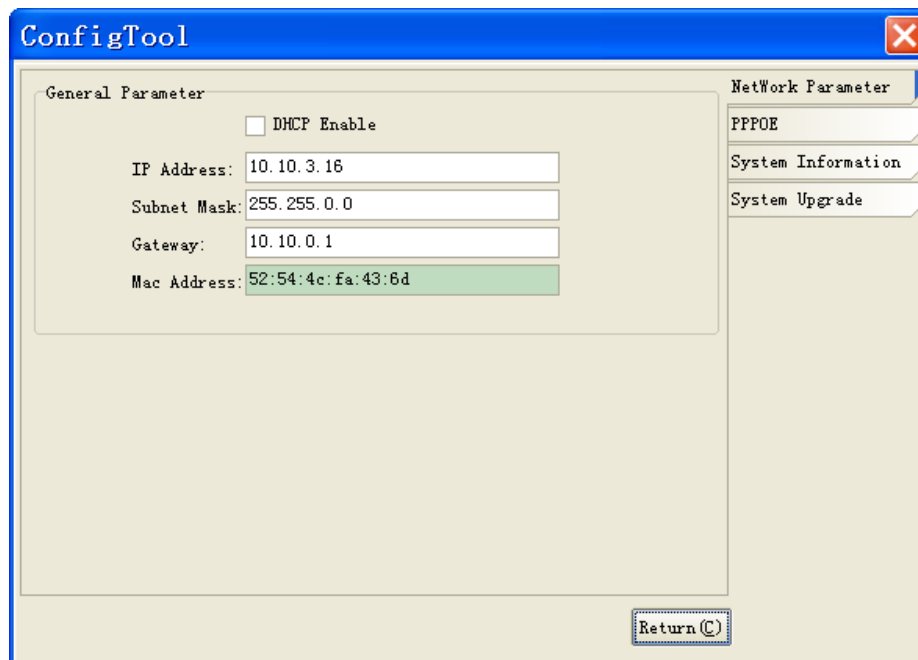 ConfigTool
General Parameter
DHCP Enable
IP Address: 10.10.3.16
Subnet Mask: 255.255.0.0
Gateway: 10.10.0.1
Mac Address: 52:54:4c:fa:43:6d
NetWork Parameter
PPPOE
System Information
System Upgrade
Return(C)